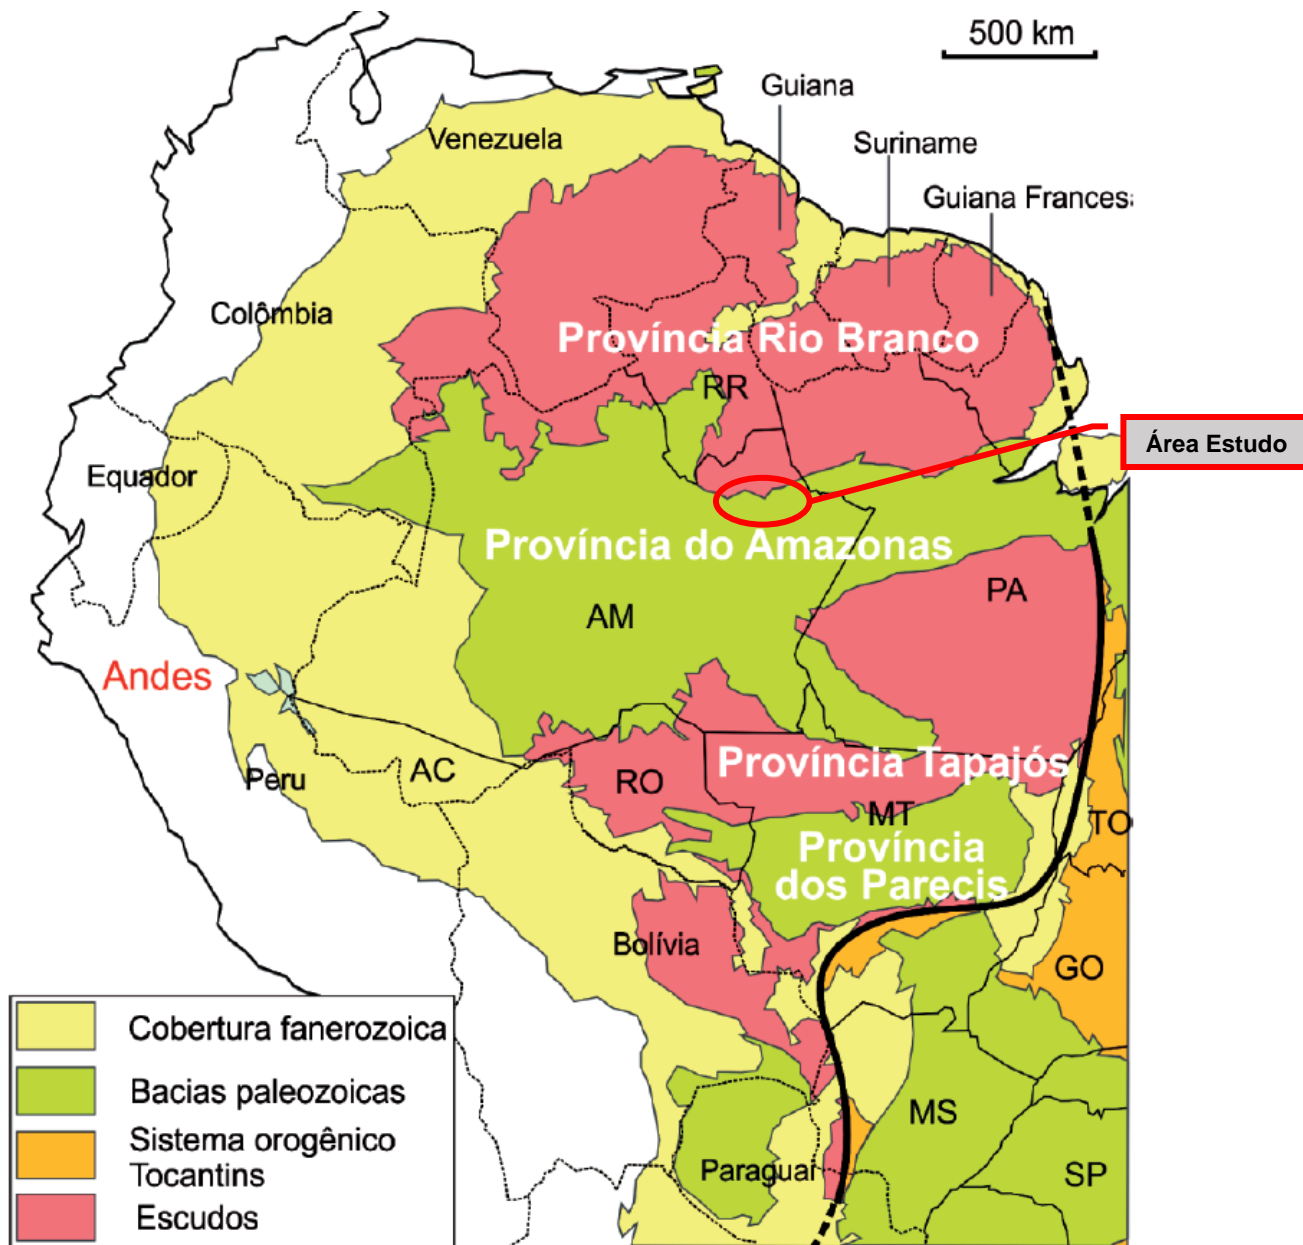 500 km
Guiana
Venezuela
Suriname
Guiana Frances
Colômbia
Província Rio Branco
RR
Área Estudo
Equador
Província do Amazonas
PA
AM
Andes
Província Tapajós
AC
RO
Peru
MT
TO
Província
dos Parecis
Bolívia
GO
Cobertura fanerozoica
Bacias paleozoicas
MS
Sistema orogênico
Tocantins
Paraguai
SP
Escudos